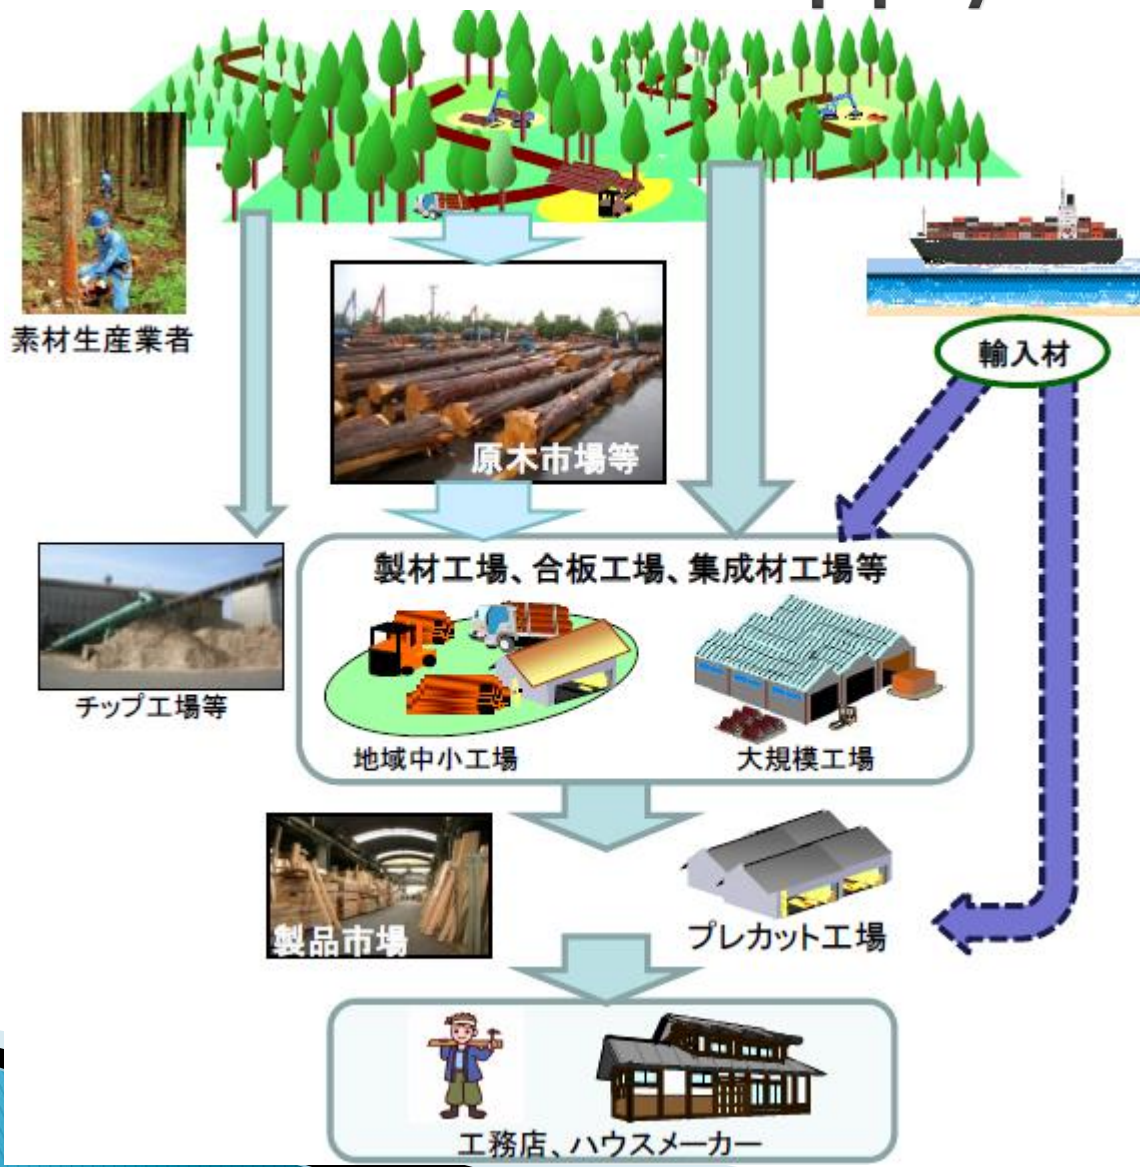 素材生産業者
輸入材
原木市場等
製材工場、合板工場、集成材工場等
チップ工場等
地域中小工場
大規模工場
製品市場
プレカット工場
工務店、ハウスメーカー